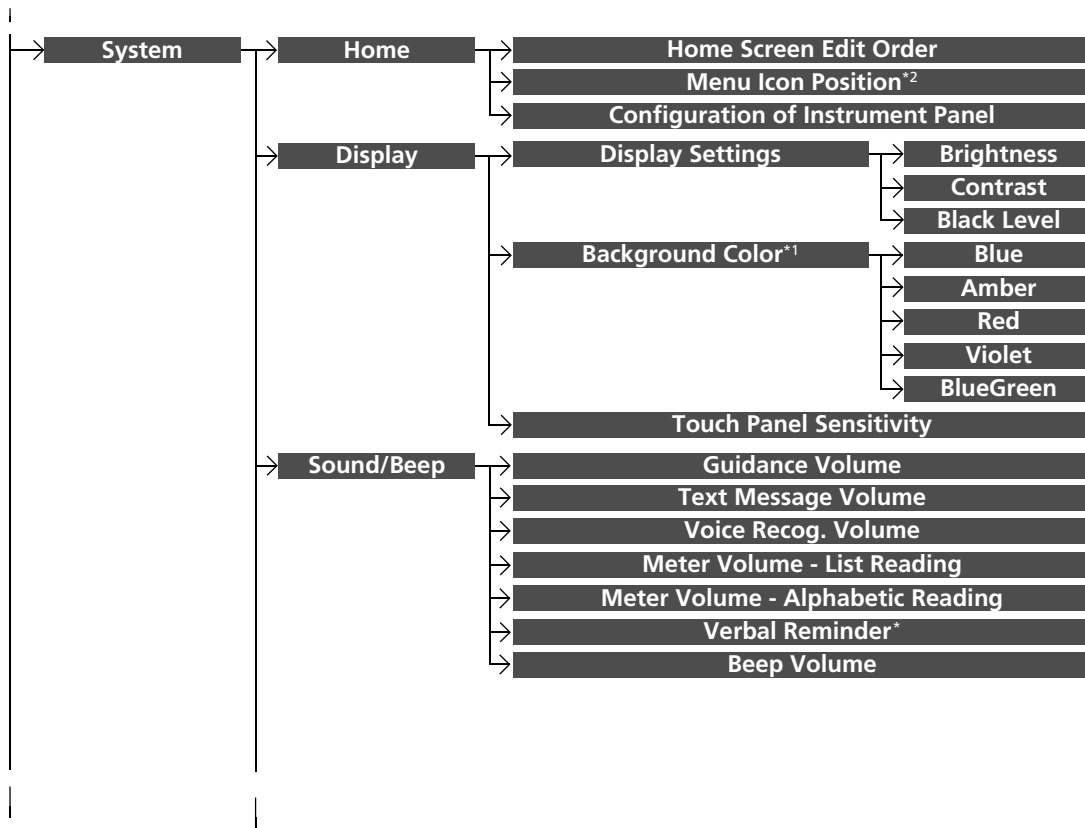 System
Home
Home Screen Edit Order
Menu Icon Position*2
Configuration of Instrument Panel
Display
Display Settings
Brightness
Contrast
Black Level
Background Color*1
Blue
Amber
Red
Violet
BlueGreen
Touch Panel Sensitivity
Sound/Beep
Guidance Volume
Text Message Volume
Voice Recog. Volume
Meter Volume - List Reading
Meter Volume - Alphabetic Reading
Verbal Reminder*
Beep Volume